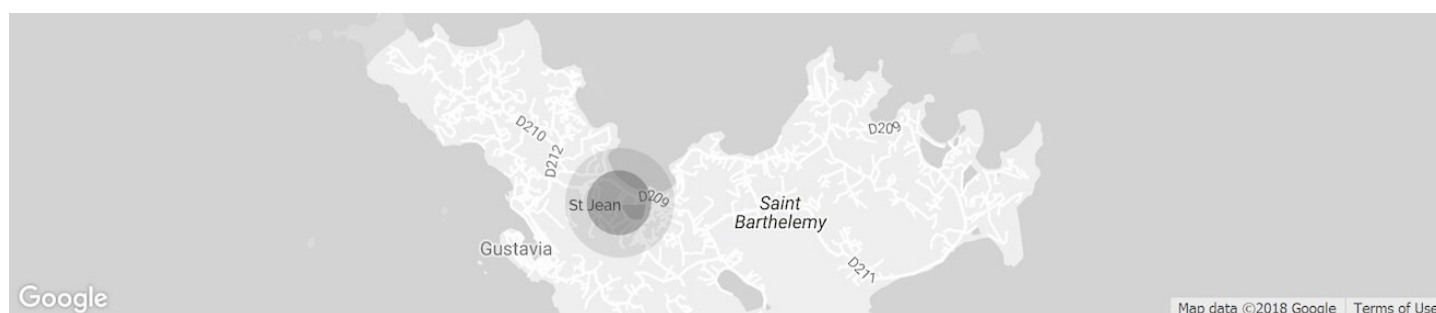 D210
D209
D212
D209
St Jean
Saint
Barthelemy
Gustavia
D211
Google
Map data ©2018 Google
Terms of Use